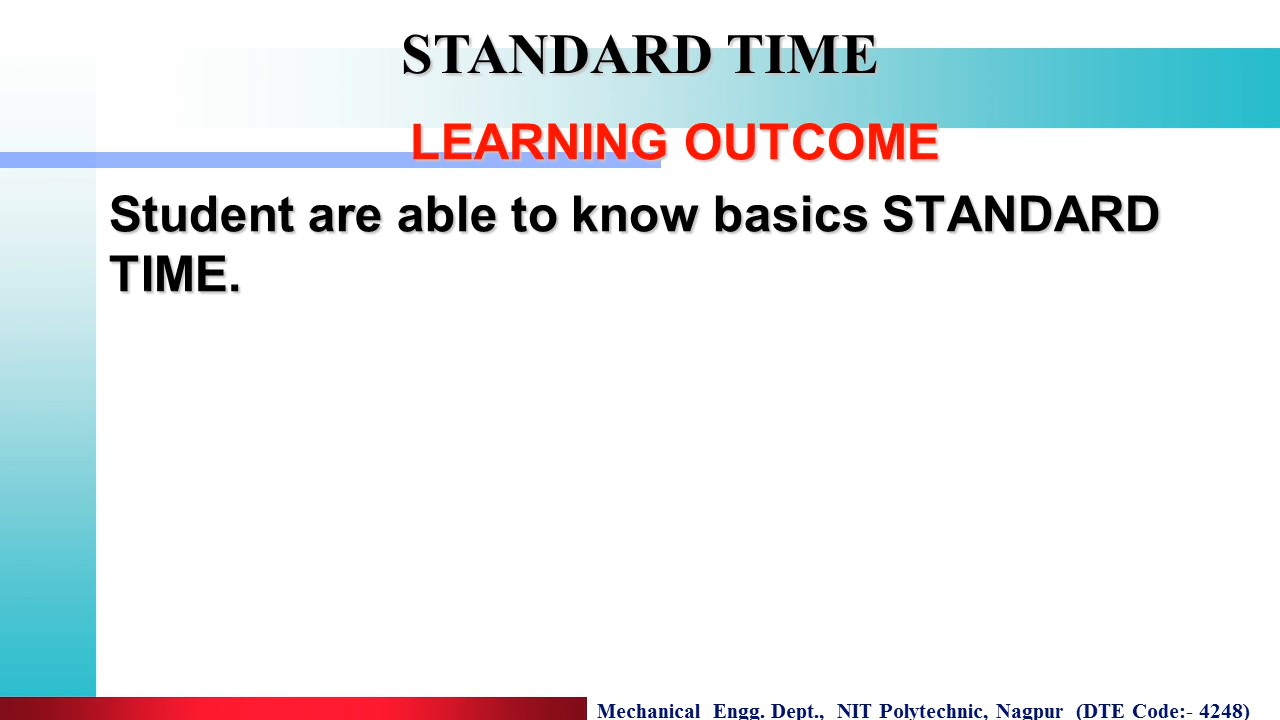 STANDARD TIME
LEARNING OUTCOME
Student are able to know basics STANDARD
TIME.
Mechanical Engg. Dept., NIT Polytechnic, Nagpur (DTE Code:- 4248)